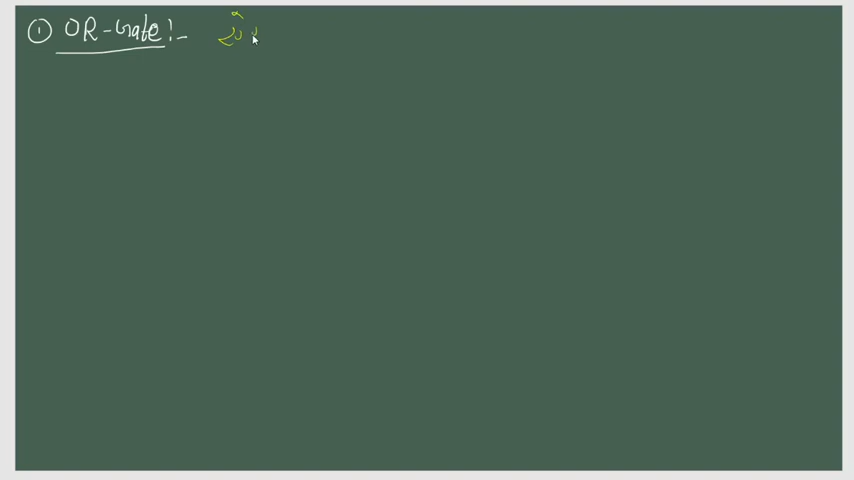 ① OR-Gate:-